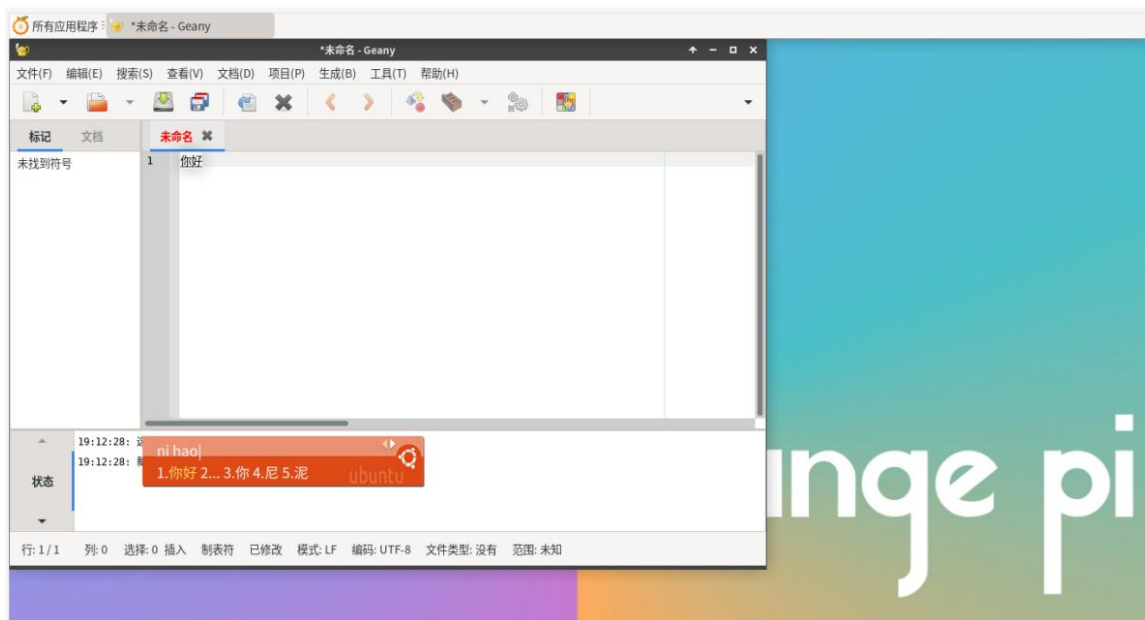 所有应用程序 *未命名 - Geany
*未命名 - Geany
文件(F) 编辑(E) 搜索(S) 查看(V) 文档(D) 项目(P) 生成(B) 工具(T) 帮助(H)
标记 文档 未命名
未找到符号 1 你好
19:12:28:
19:12:28:
状态
ni hao
1.你好 2... 3.你 4.尼 5.泥
ubuntu
行: 1 / 1 列: 0 选择: 0 插入 制表符 已修改 模式: LF 编码: UTF-8 文件类型: 没有 范围: 未知
nge pi